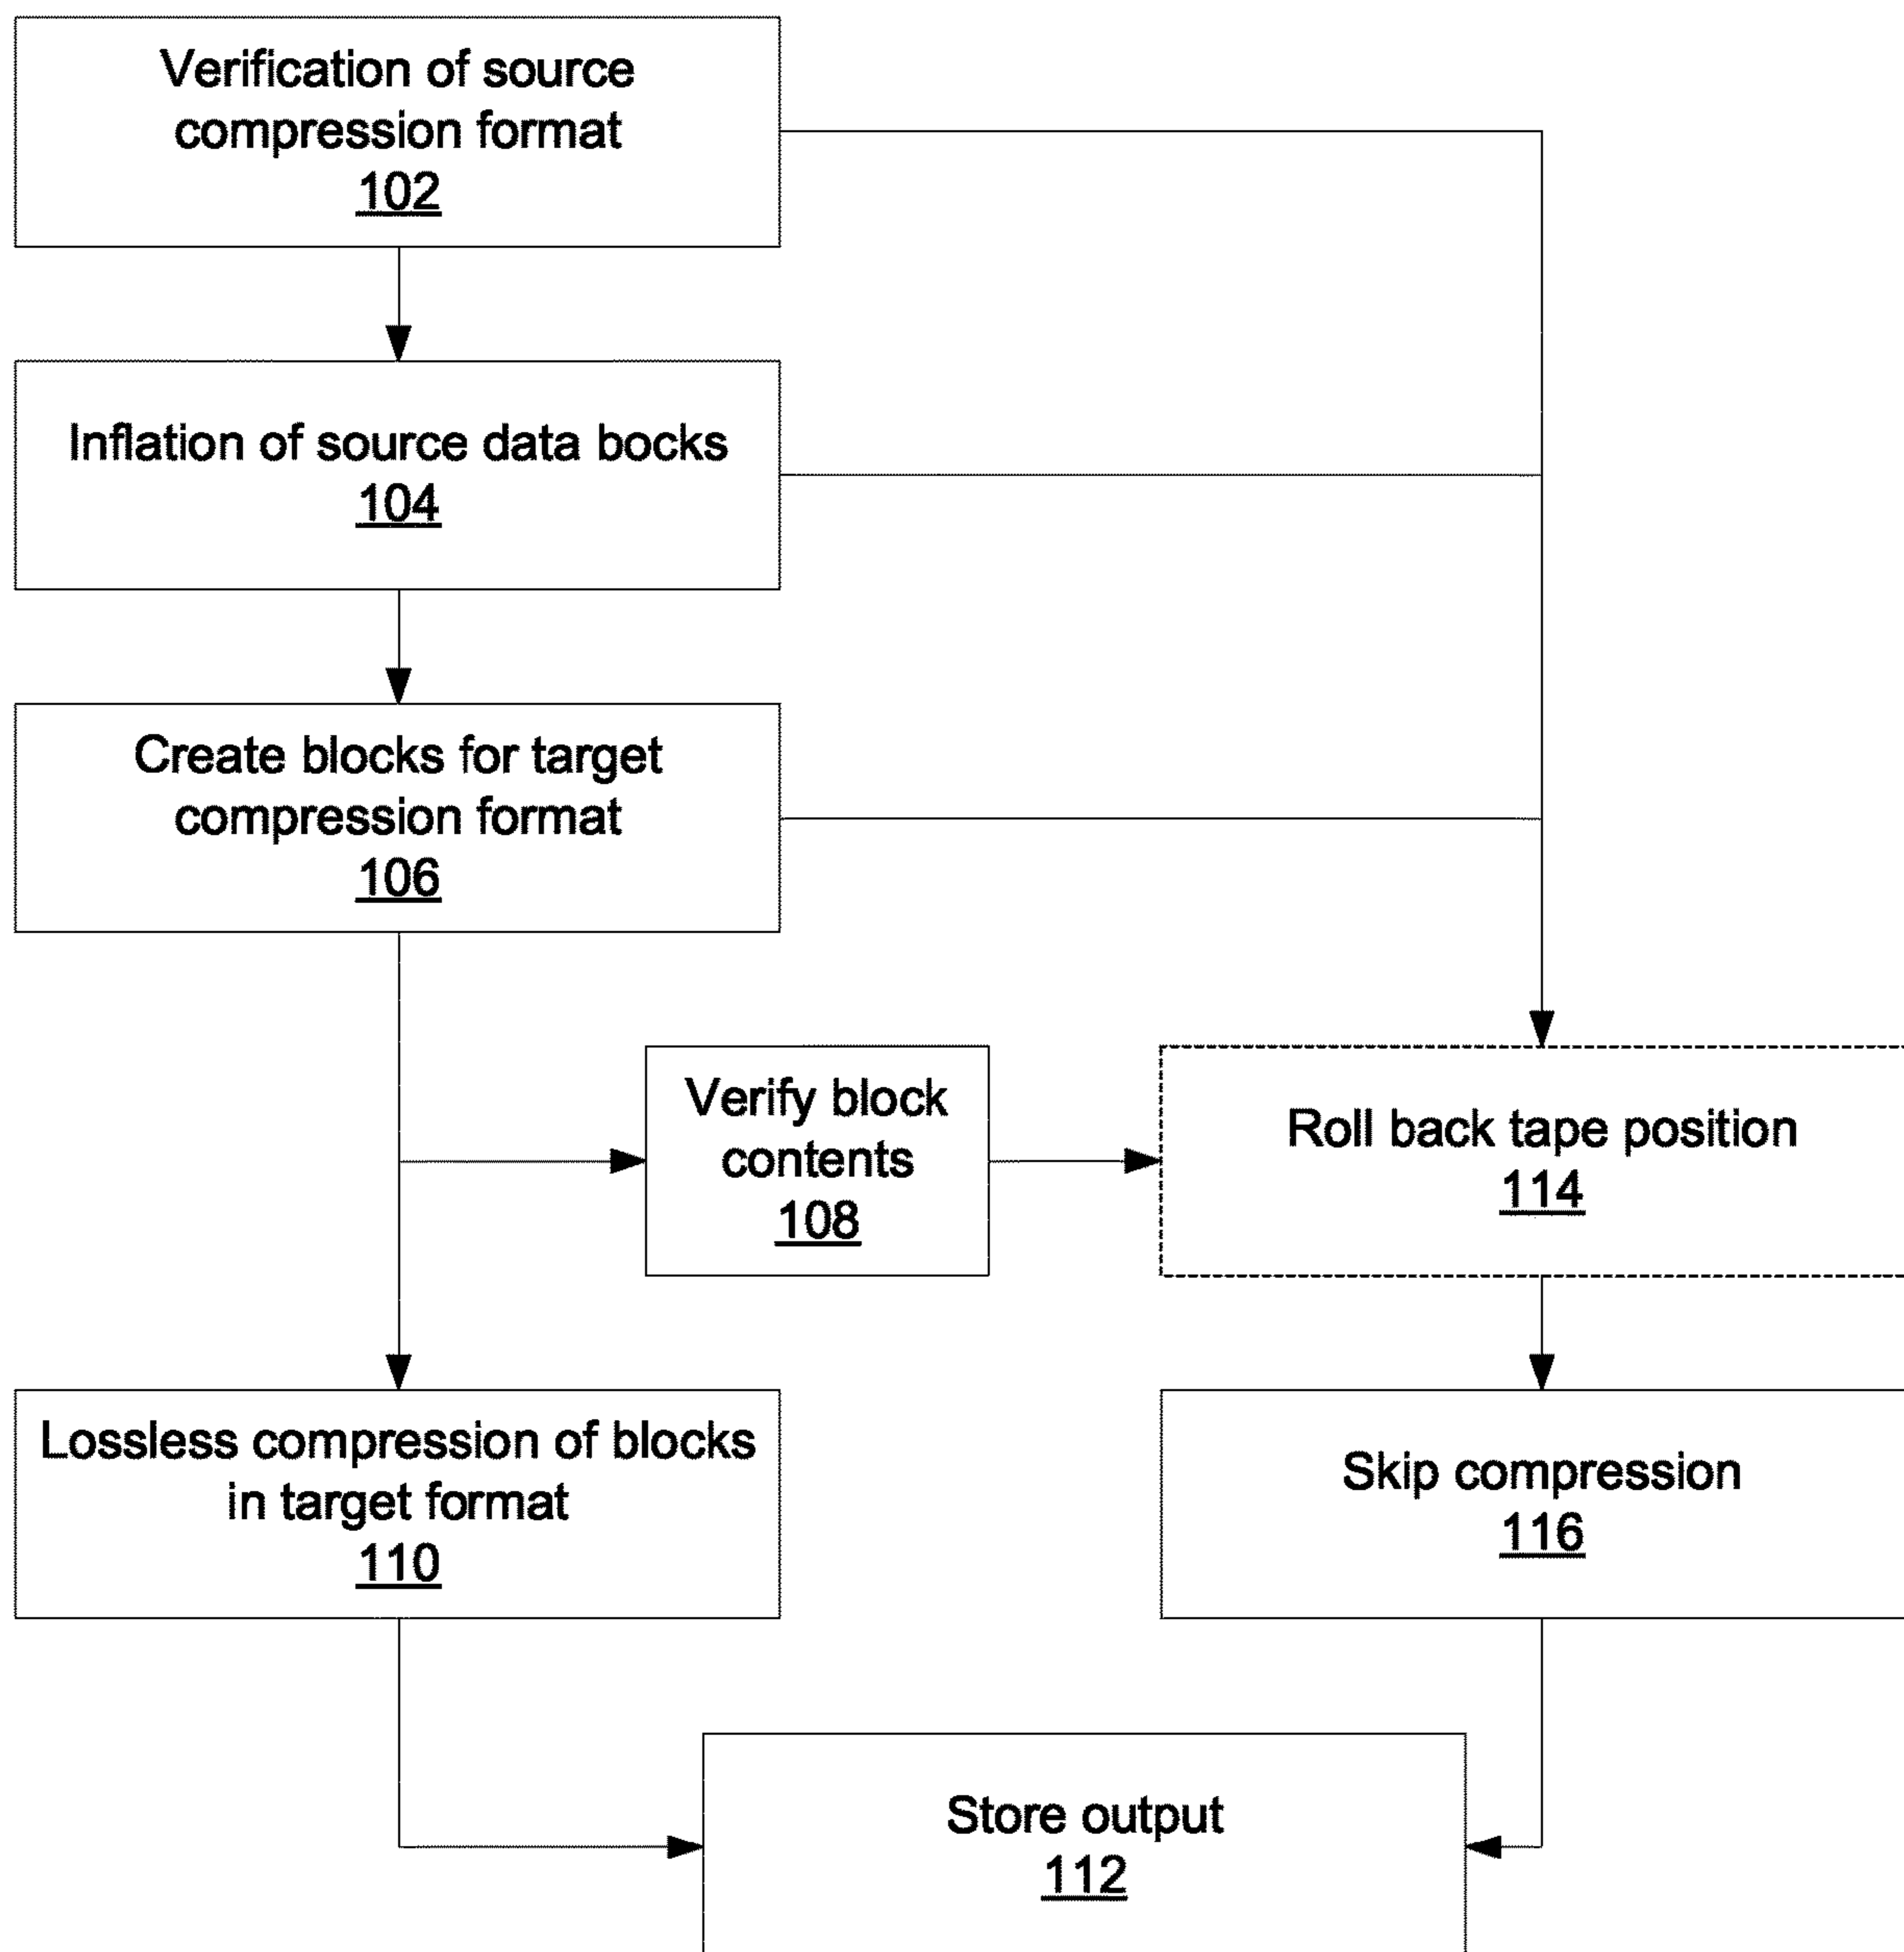 Verification of source
compression format
102
Inflation of source data bocks
104
Create blocks for target
compression format
106
Verify block
contents
108
Roll back tape position
114
Lossless compression of blocks
in target format
110
Skip compression
116
Store output
112